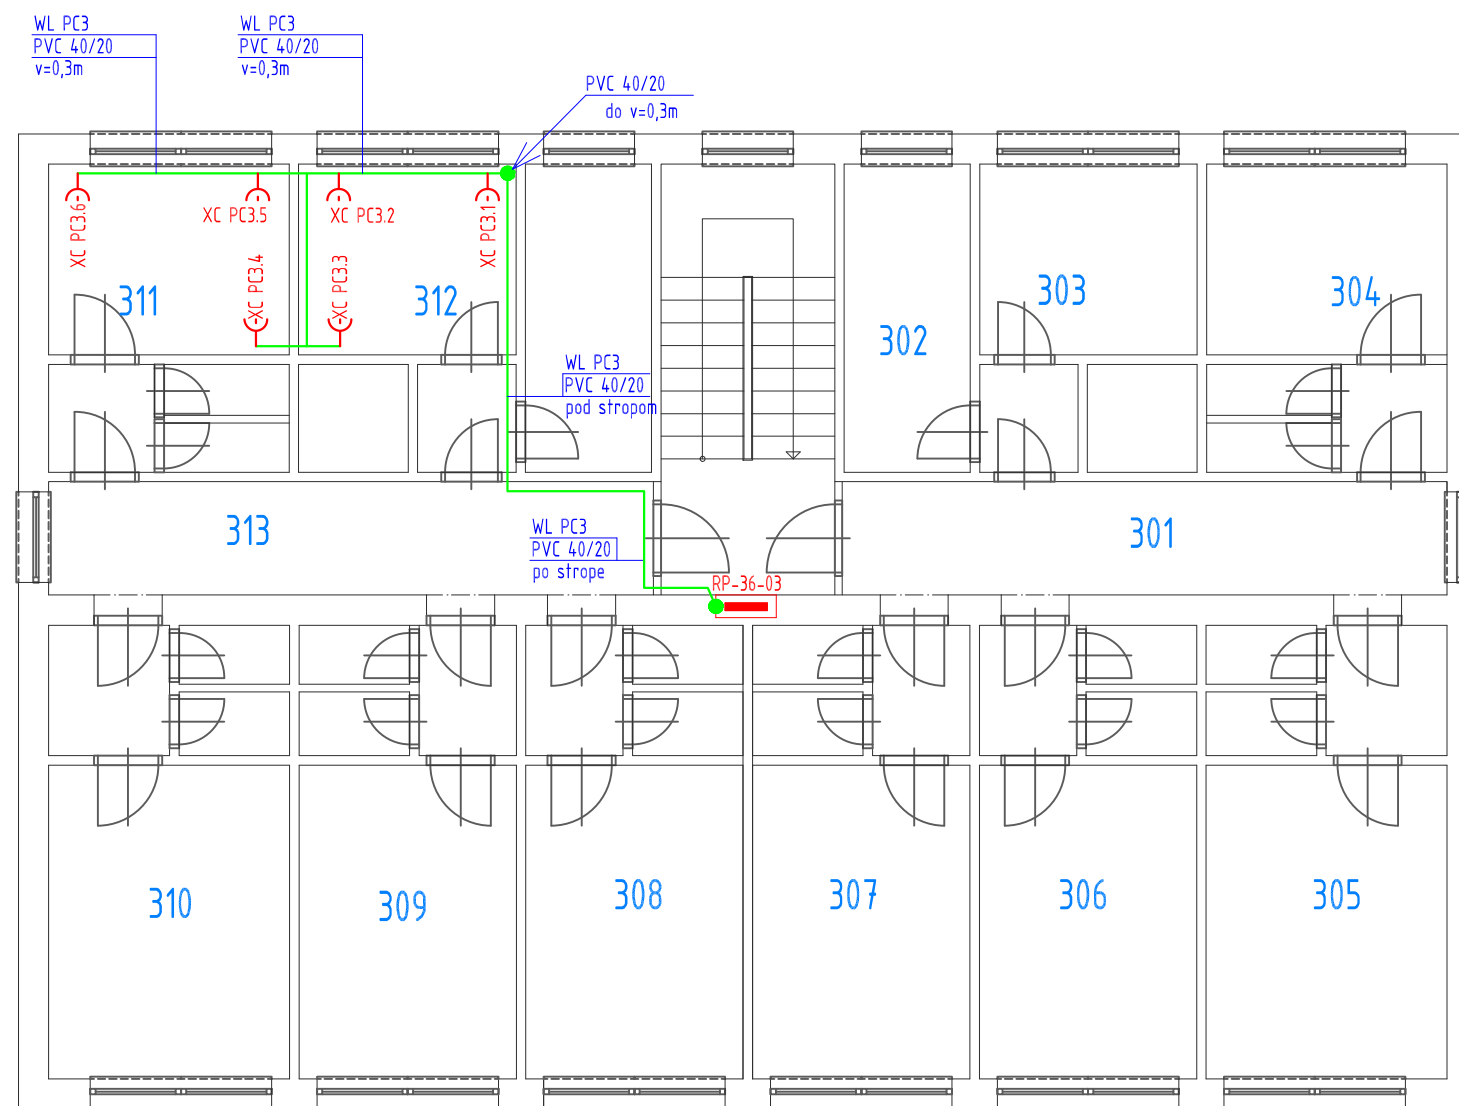 WL PC3
PVC 40/20
v=0,3m
WL PC3
PVC 40/20
v=0,3m
PVC 40/20
do v=0,3m
XC PC3.6
XC PC3.5
XC PC3.2
XC PC3.1
XC PC3.4
XC PC3.3
311
312
303
304
302
WL PC3
PVC 40/20
pod stropom
313
WL PC3
PVC 40/20
po strope
301
RP-36-03
310
309
308
307
306
305